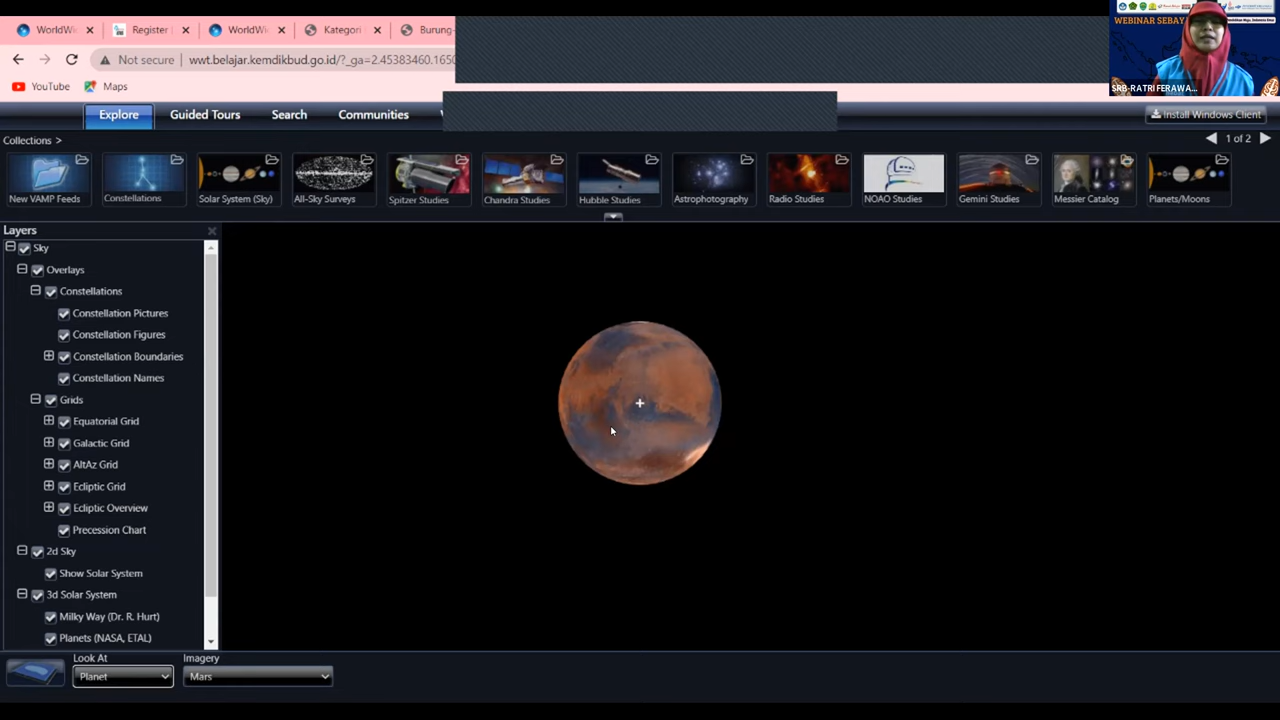 WorldWi
Register |
WorldWi
Kategori
Burung-
WEBINAR SEBAY
Not secure
wwt.belajar.kemdikbud.go.id/?_ga=2.45383460.1650
SRB-RATRI FERAWA...
YouTube
Maps
Explore
Guided Tours
Search
Communities
Install Windows Client
Collections >
1 of 2
New VAMP Feeds
Constellations
Solar System (Sky)
All-Sky Surveys
Spitzer Studies
Chandra Studies
Hubble Studies
Astrophotography
Radio Studies
NOAO Studies
Gemini Studies
Messier Catalog
Planets/Moons
Layers
Sky
Overlays
Constellations
Constellation Pictures
Constellation Figures
Constellation Boundaries
Constellation Names
Grids
Equatorial Grid
Galactic Grid
AltAz Grid
Ecliptic Grid
Ecliptic Overview
Precession Chart
2d Sky
Show Solar System
3d Solar System
Milky Way (Dr. R. Hurt)
Planets (NASA, ETAL)
Look At
Imagery
Planet
Mars